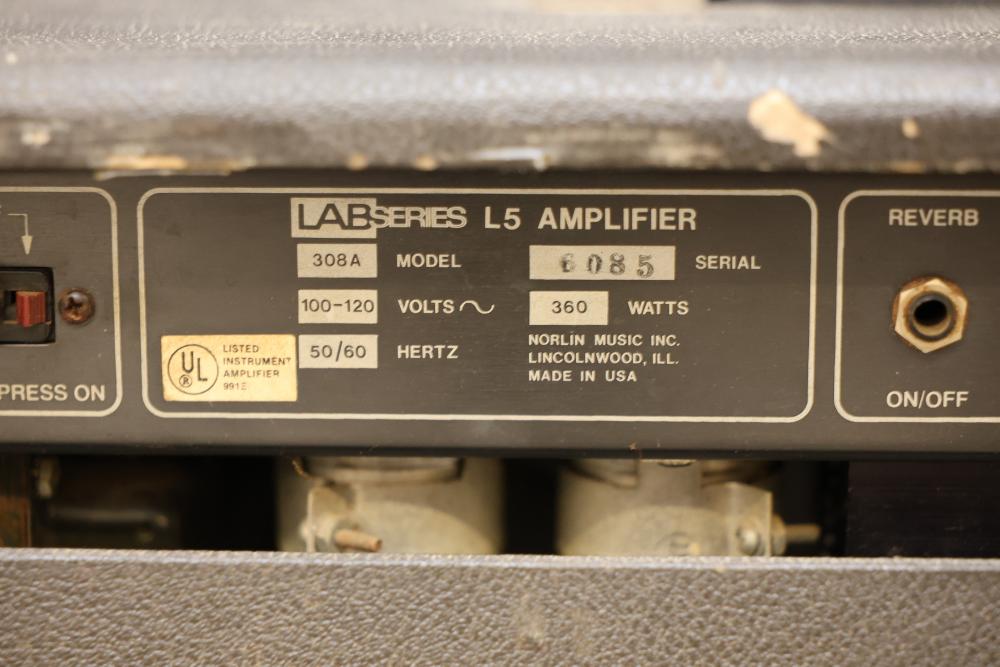 LAB SERIES L5 AMPLIFIER
308A MODEL
6085 SERIAL
100-120 VOLTS
360 WATTS
50/60 HERTZ
NORLIN MUSIC INC.
LINCOLNWOOD, ILL.
MADE IN USA
UL
®
LISTED
INSTRUMENT
AMPLIFIER
PRESS ON
REVERB
ON/OFF